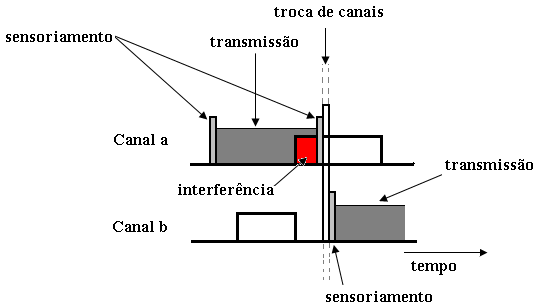 troca de canais
sensoriamento
transmissão
Canal a
interferência
transmissão
Canal b
tempo
sensoriamento